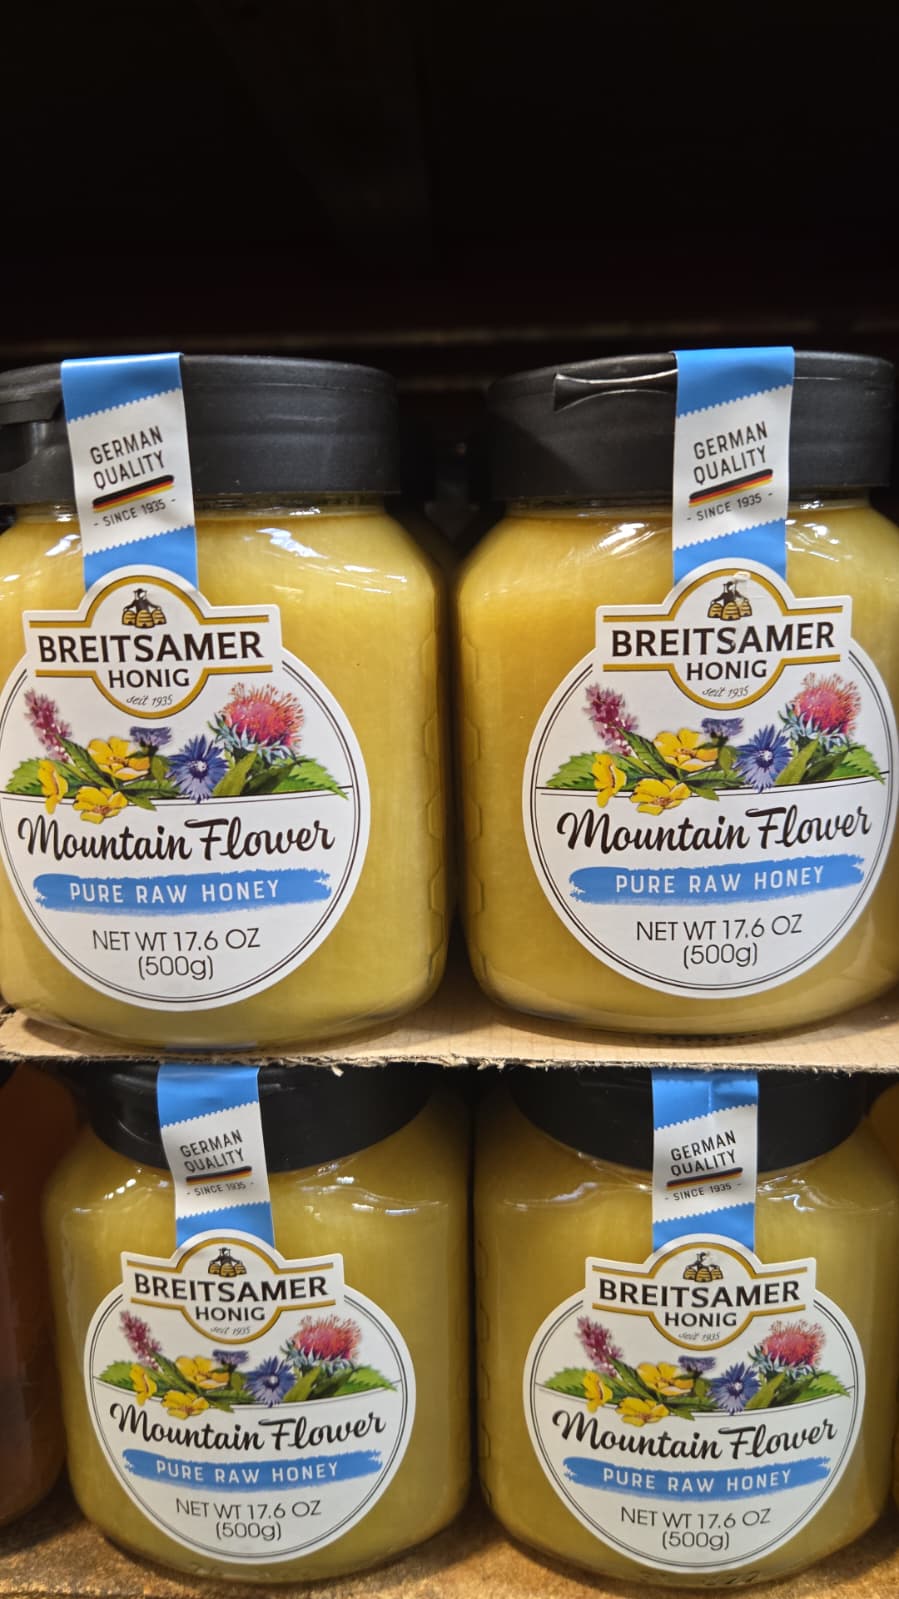 GERMAN
QUALITY
- SINCE 1935 -
BREITSAMER
HONIG
seit 1935
Mountain Flower
PURE RAW HONEY
NET WT 17.6 OZ
(500g)
GERMAN
QUALITY
- SINCE 1935 -
BREITSAMER
HONIG
seit 1935
Mountain Flower
PURE RAW HONEY
NET WT 17.6 OZ
(500g)
GERMAN
QUALITY
- SINCE 1935 -
BREITSAMER
HONIG
seit 1935
Mountain Flower
PURE RAW HONEY
NET WT 17.6 OZ
(500g)
GERMAN
QUALITY
- SINCE 1935 -
BREITSAMER
HONIG
seit 1935
Mountain Flower
PURE RAW HONEY
NET WT 17.6 OZ
(500g)